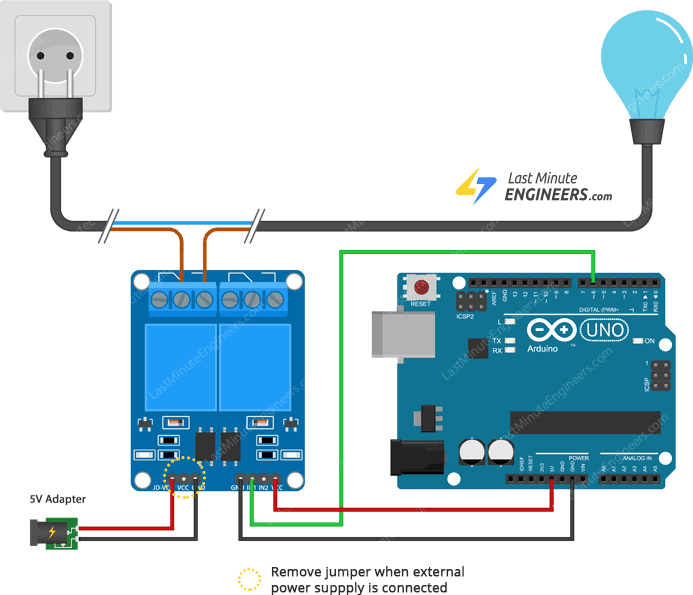 Last Minute
ENGINEERS.com
RESET
ICSP2
AREF
GND
13
12
~11
~10
~9
8
7
~6
~5
4
~3
2
TX0 ▸1
RX0 ◂0
DIGITAL (PWM~)
L
TX
RX
Arduino
UNO
ON
ICSP
IOREF
RESET
3V3
5V
GND
GND
VIN
POWER
ANALOG IN
A0
A1
A2
A3
A4
A5
JD-VCC VCC GND
GND IN1 IN2 VCC
5V Adapter
Remove jumper when external
power suppply is connected
LastMinuteEngineers.com